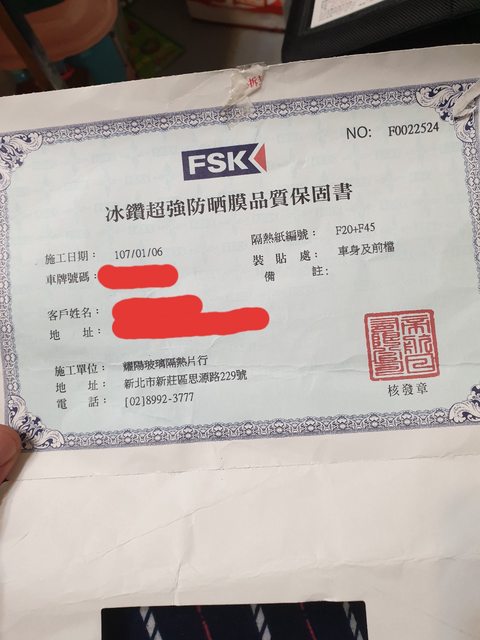 拆
NO: F0022524
FSK
冰鑽超強防晒膜品質保固書
施工日期： 107/01/06
車牌號碼：
客戶姓名：
地 址：
隔熱紙編號： F20+F45
裝 貼 處： 車身及前檔
備 註：
施工單位： 耀陽玻璃隔熱片行
地 址： 新北市新莊區思源路229號
電 話： [02]8992-3777
核發章